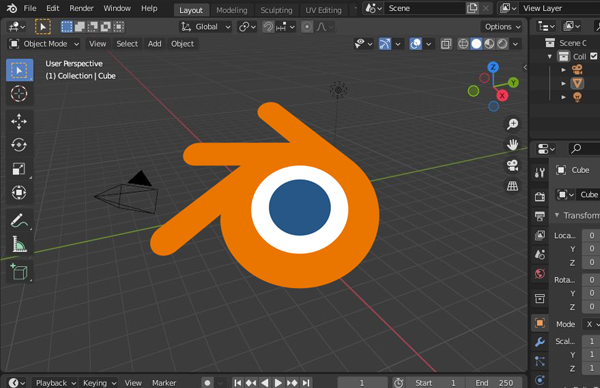 File Edit Render Window Help Layout Modeling Sculpting UV Editing Scene View Layer
Global Options
Object Mode View Select Add Object
User Perspective
(1) Collection | Cube
Z
Y
X
Scene C
Coll
Cube
Cube
Transform
Loca... 0
Y 0
Z 0
Rota... 0
Y 0
Z 0
Mode X
Scal... 1
Y 1
Z 1
Playback Keying View Marker 1 Start 1 End 250